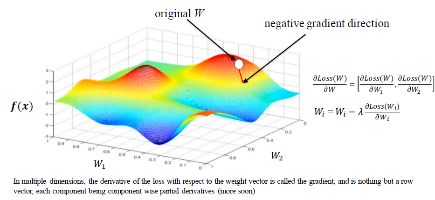 original W
negative gradient direction
f(x)
∂Loss(W)/∂W = [∂Loss(W)/∂W₁, ∂Loss(W)/∂W₂]
Wᵢ = Wᵢ − λ ∂Loss(Wᵢ)/∂Wᵢ
W₁
W₂
In multiple dimensions, the derivative of the loss with respect to the weight vector is called the gradient, and is nothing but a row
vector, each component being component wise partial derivatives (more soon)